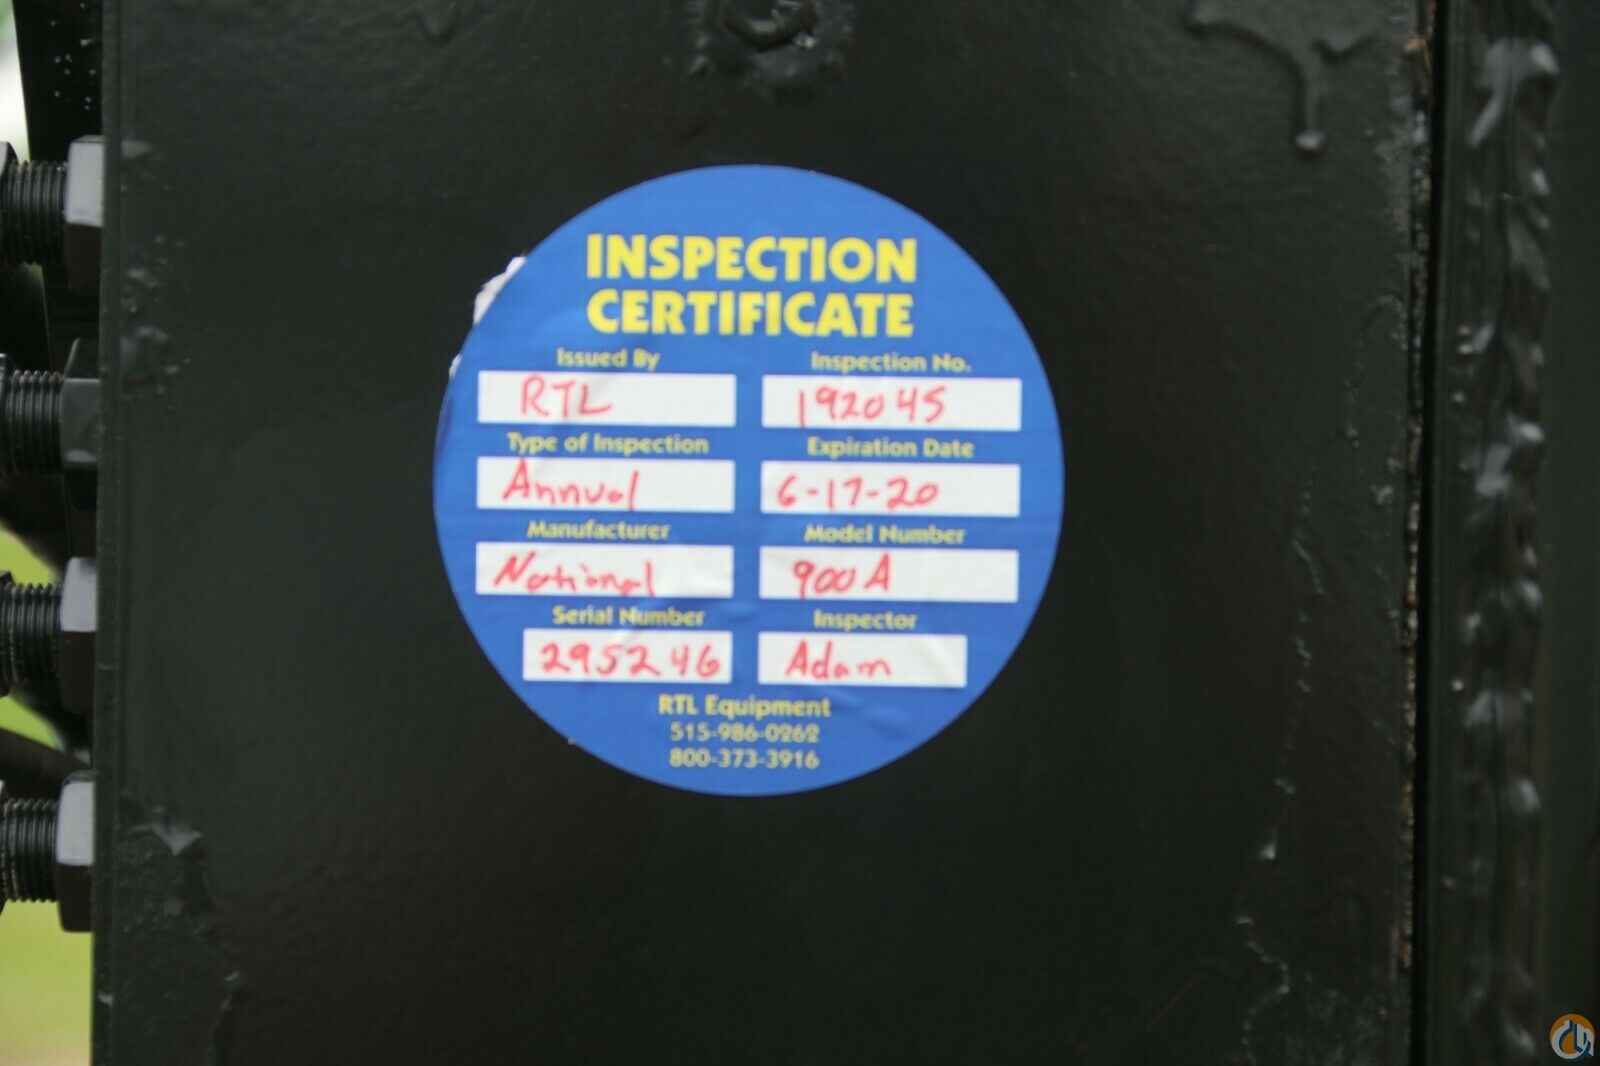 INSPECTION
CERTIFICATE
Issued By
Inspection No.
RTL
192045
Type of Inspection
Expiration Date
Annual
6-17-20
Manufacturer
Model Number
National
900A
Serial Number
Inspector
295246
Adam
RTL Equipment
515-986-0262
800-373-3916